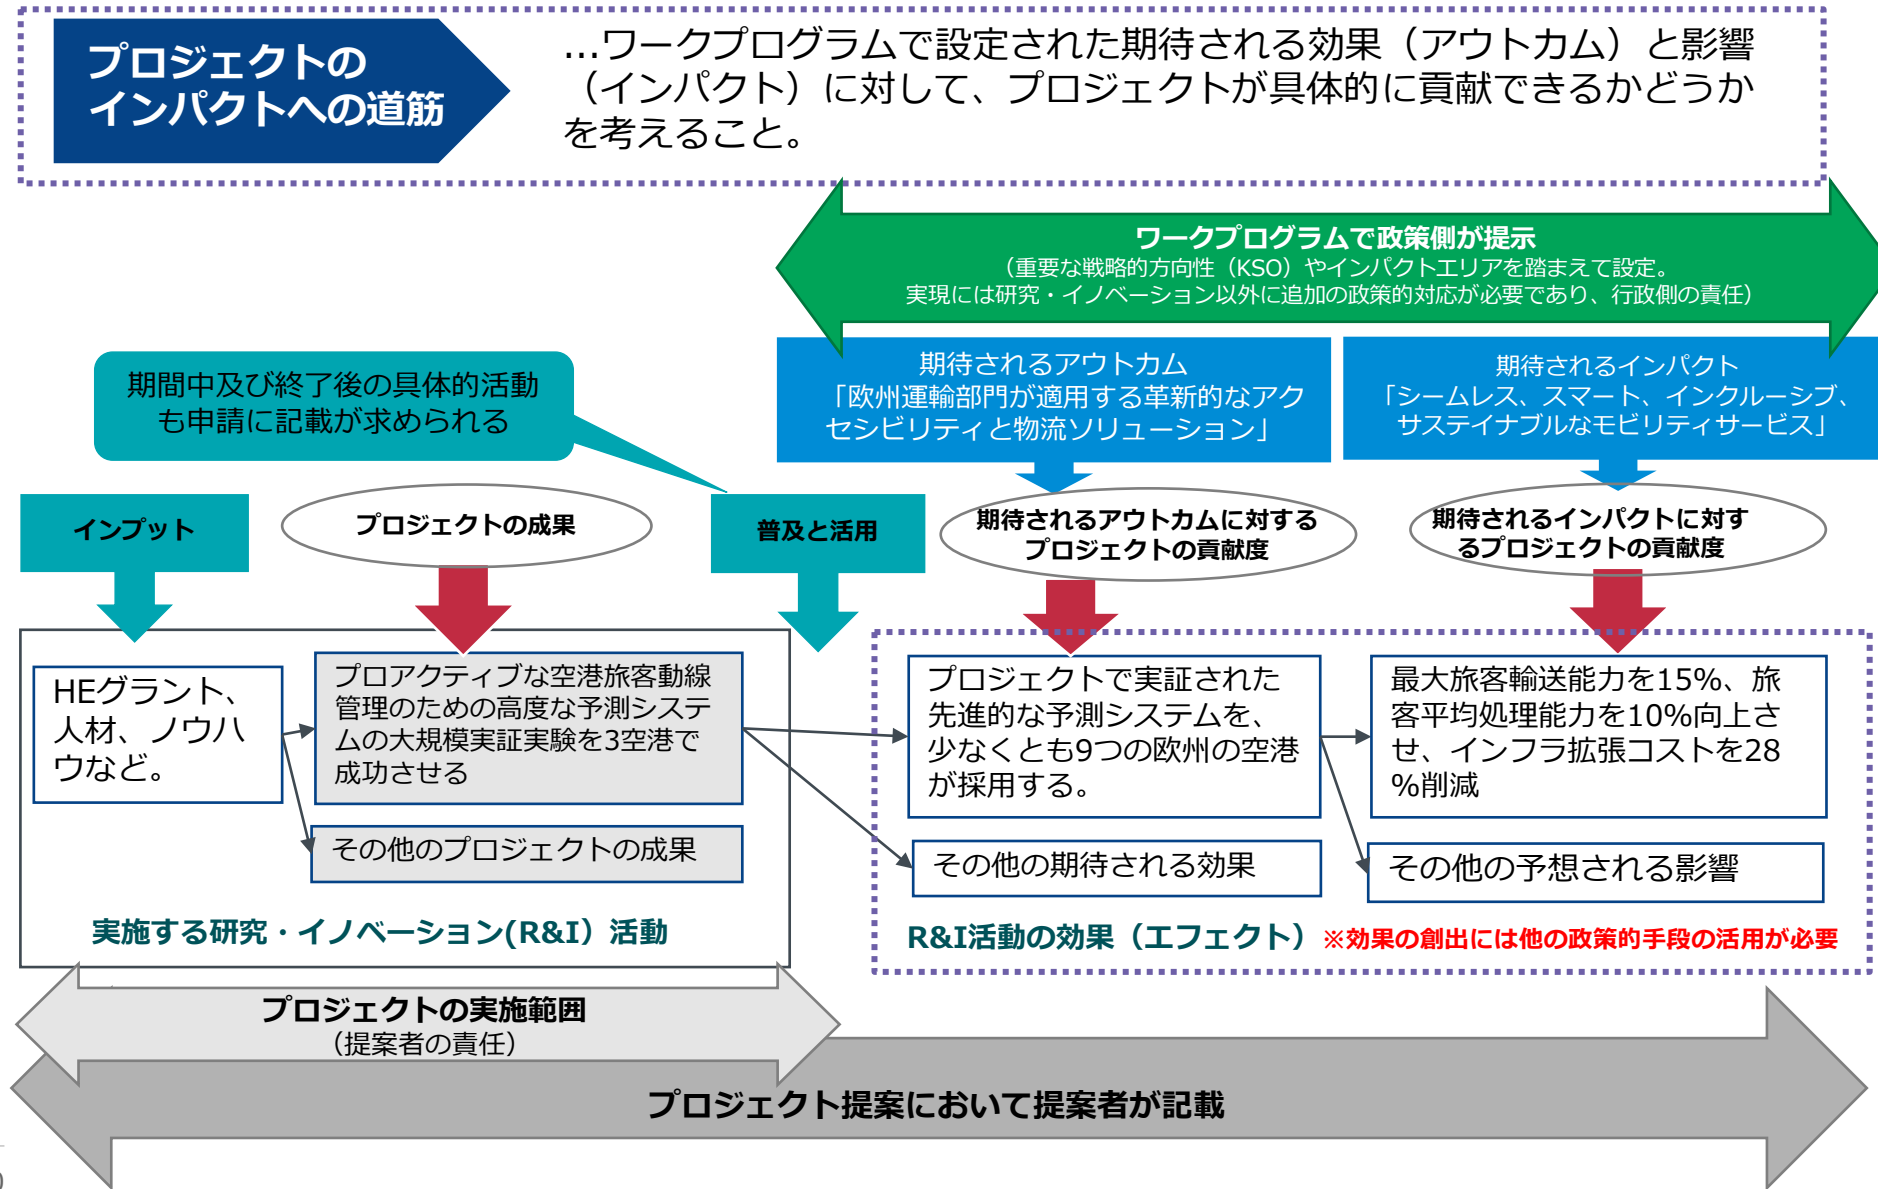 プロジェクトの
インパクトへの道筋
…ワークプログラムで設定された期待される効果（アウトカム）と影響
（インパクト）に対して、プロジェクトが具体的に貢献できるかどうか
を考えること。
ワークプログラムで政策側が提示
（重要な戦略的方向性（KSO）やインパクトエリアを踏まえて設定。
実現には研究・イノベーション以外に追加の政策的対応が必要であり、行政側の責任）
期間中及び終了後の具体的活動
も申請に記載が求められる
期待されるアウトカム
「欧州運輸部門が適用する革新的なアク
セシビリティと物流ソリューション」
期待されるインパクト
「シームレス、スマート、インクルーシブ、
サステイナブルなモビリティサービス」
インプット
プロジェクトの成果
普及と活用
期待されるアウトカムに対する
プロジェクトの貢献度
期待されるインパクトに対す
るプロジェクトの貢献度
HEグラント、
人材、ノウハ
ウなど。
プロアクティブな空港旅客動線
管理のための高度な予測システ
ムの大規模実証実験を3空港で
成功させる
その他のプロジェクトの成果
実施する研究・イノベーション(R&I）活動
プロジェクトで実証された
先進的な予測システムを、
少なくとも9つの欧州の空港
が採用する。
その他の期待される効果
最大旅客輸送能力を15%、旅
客平均処理能力を10%向上さ
せ、インフラ拡張コストを28
%削減
その他の予想される影響
R&I活動の効果（エフェクト）※効果の創出には他の政策的手段の活用が必要
プロジェクトの実施範囲
（提案者の責任）
プロジェクト提案において提案者が記載